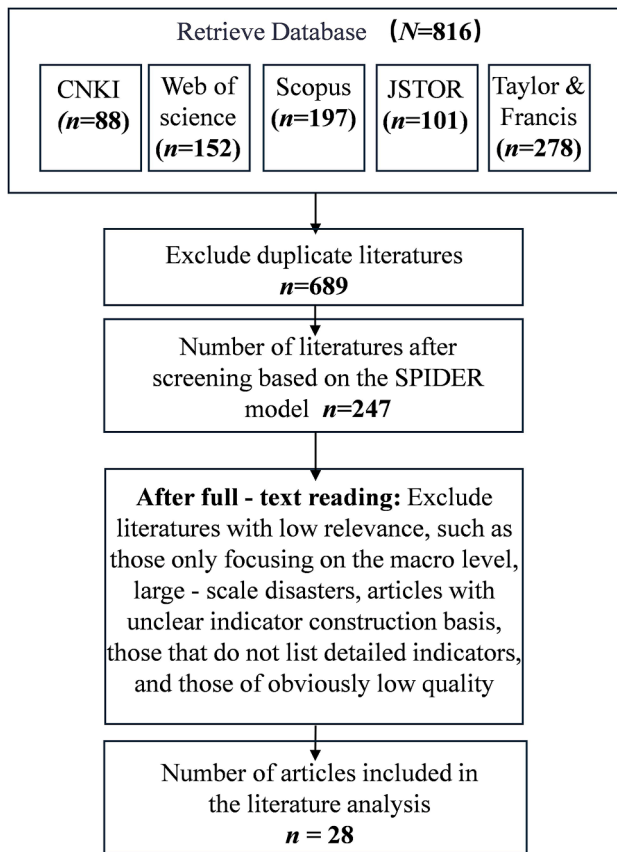 Retrieve Database (N=816)
CNKI
(n=88)
Web of
science
(n=152)
Scopus
(n=197)
JSTOR
(n=101)
Taylor &
Francis
(n=278)
Exclude duplicate literatures
n=689
Number of literatures after
screening based on the SPIDER
model n=247
After full - text reading: Exclude
literatures with low relevance, such as
those only focusing on the macro level,
large - scale disasters, articles with
unclear indicator construction basis,
those that do not list detailed indicators,
and those of obviously low quality
Number of articles included in
the literature analysis
n = 28